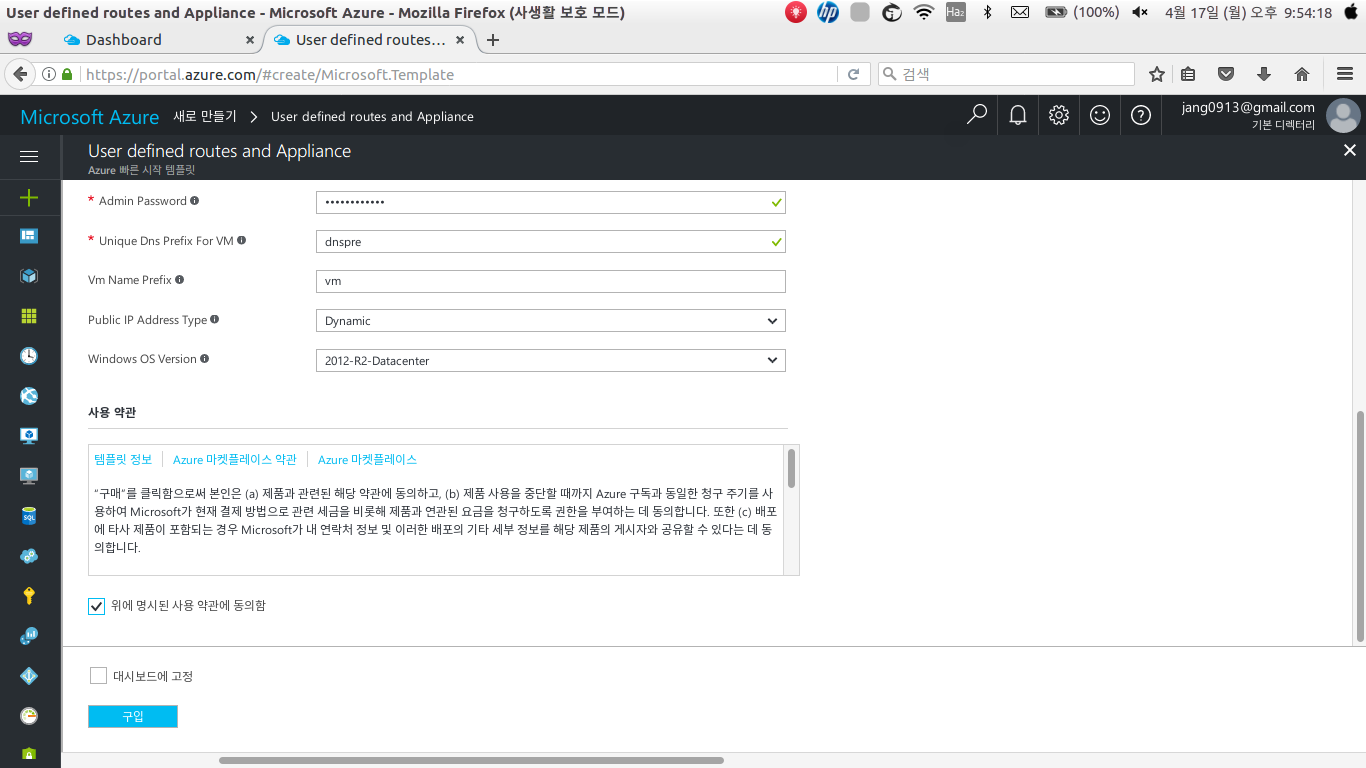 User defined routes and Appliance - Microsoft Azure - Mozilla Firefox (사생활 보호 모드)
Ha₂
(100%)
4월 17일 (월) 오후 9:54:18
Dashboard
User defined routes...
https://portal.azure.com/#create/Microsoft.Template
검색
Microsoft Azure
새로 만들기
User defined routes and Appliance
jang0913@gmail.com
기본 디렉터리
User defined routes and Appliance
Azure 빠른 시작 템플릿
* Admin Password
••••••••••••
* Unique Dns Prefix For VM
dnspre
Vm Name Prefix
vm
Public IP Address Type
Dynamic
Windows OS Version
2012-R2-Datacenter
사용 약관
템플릿 정보
Azure 마켓플레이스 약관
Azure 마켓플레이스
"구매"를 클릭함으로써 본인은 (a) 제품과 관련된 해당 약관에 동의하고, (b) 제품 사용을 중단할 때까지 Azure 구독과 동일한 청구 주기를 사
용하여 Microsoft가 현재 결제 방법으로 관련 세금을 비롯해 제품과 연관된 요금을 청구하도록 권한을 부여하는 데 동의합니다. 또한 (c) 배포
에 타사 제품이 포함되는 경우 Microsoft가 내 연락처 정보 및 이러한 배포의 기타 세부 정보를 해당 제품의 게시자와 공유할 수 있다는 데 동
의합니다.
위에 명시된 사용 약관에 동의함
대시보드에 고정
구입
SQL